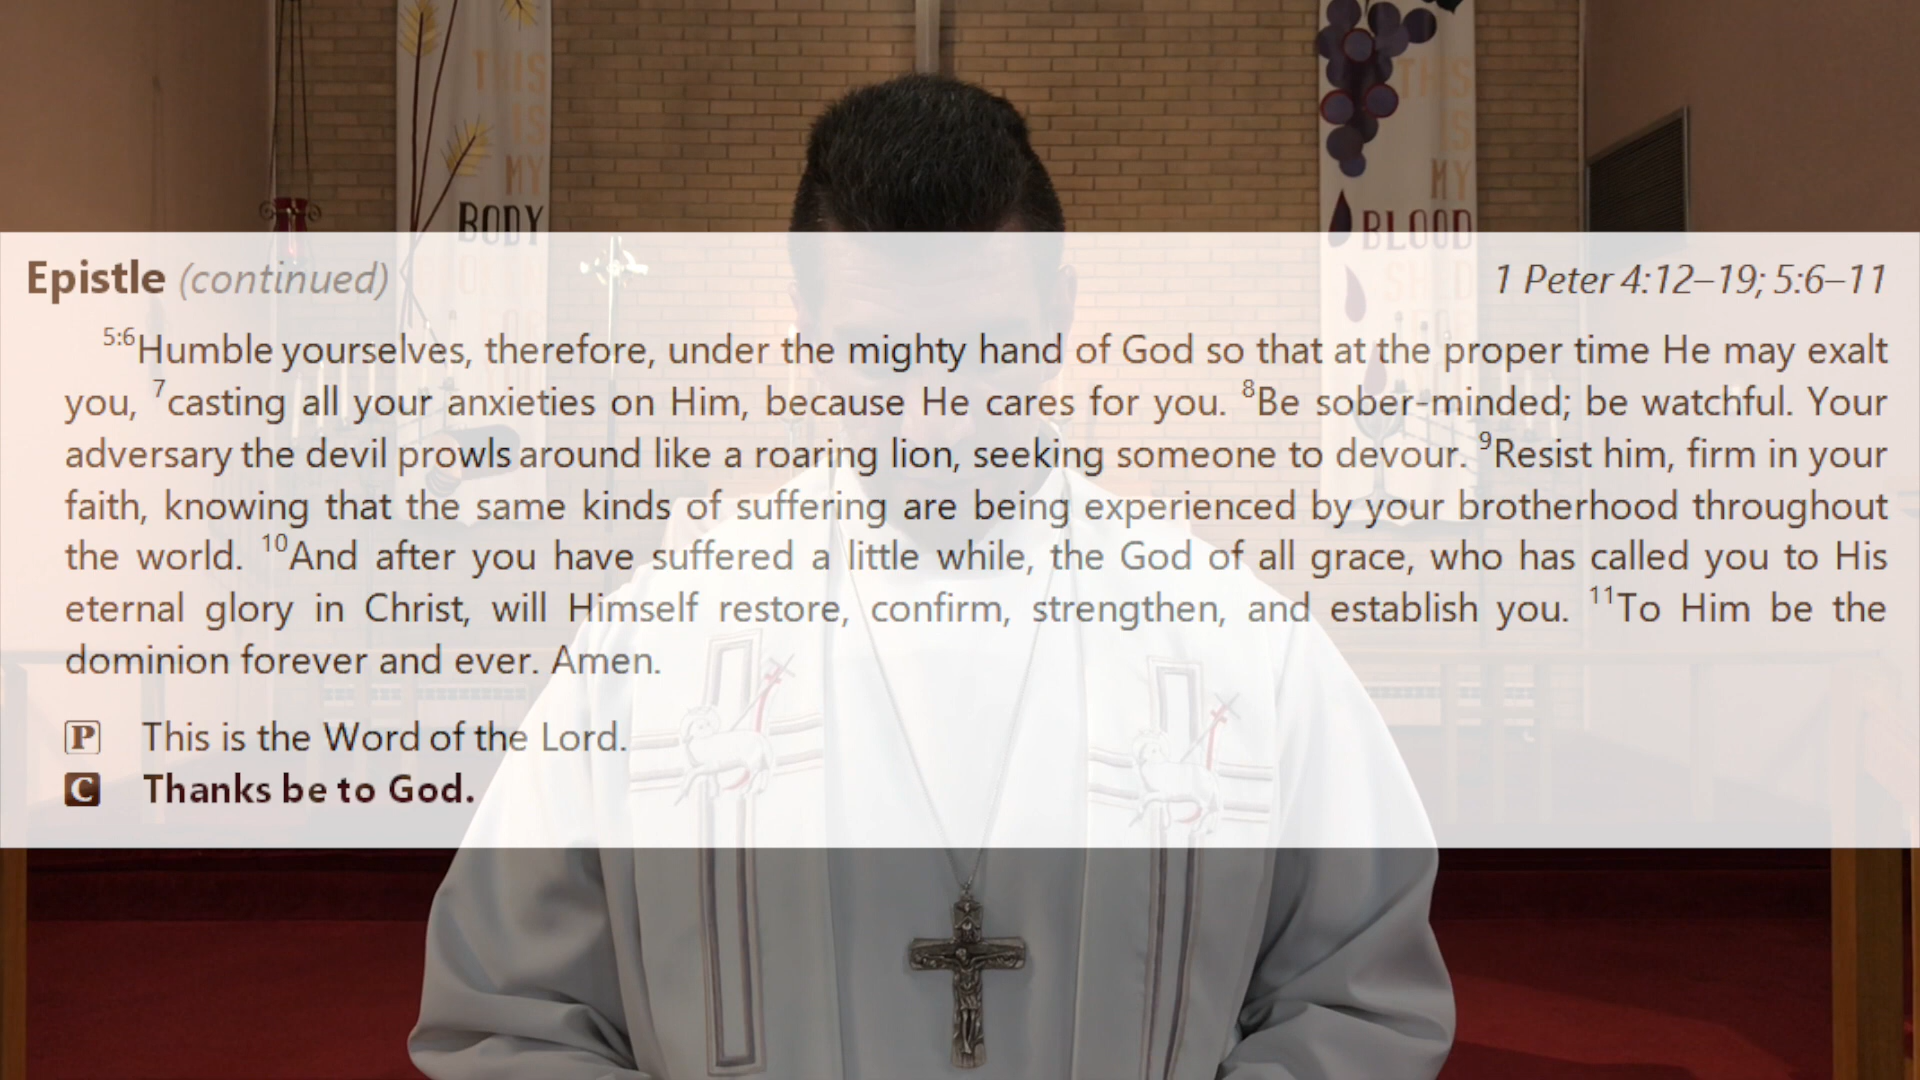 THIS
IS
MY
BODY
THIS
IS
MY
BLOOD
SHED
FOR
Epistle (continued)
1 Peter 4:12–19; 5:6–11
5:6Humble yourselves, therefore, under the mighty hand of God so that at the proper time He may exalt
you, 7casting all your anxieties on Him, because He cares for you. 8Be sober-minded; be watchful. Your
adversary the devil prowls around like a roaring lion, seeking someone to devour. 9Resist him, firm in your
faith, knowing that the same kinds of suffering are being experienced by your brotherhood throughout
the world. 10And after you have suffered a little while, the God of all grace, who has called you to His
eternal glory in Christ, will Himself restore, confirm, strengthen, and establish you. 11To Him be the
dominion forever and ever. Amen.
P This is the Word of the Lord.
C Thanks be to God.